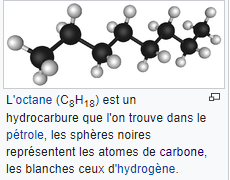 L'octane (C₈H₁₈) est un
hydrocarbure que l'on trouve dans le
pétrole, les sphères noires
représentent les atomes de carbone,
les blanches ceux d'hydrogène.